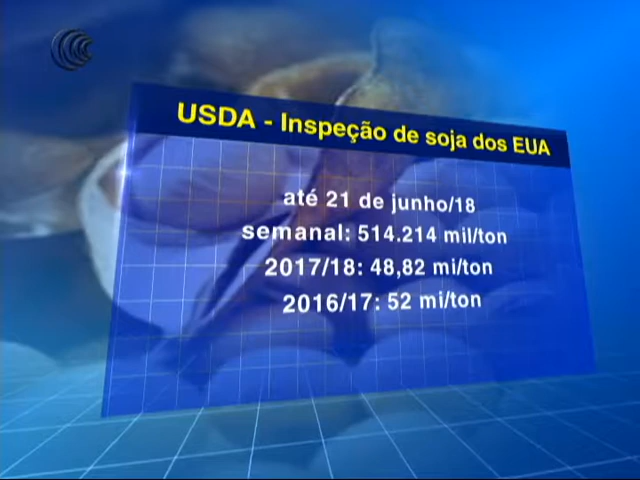 USDA - Inspeção de soja dos EUA
até 21 de junho/18
semanal: 514.214 mil/ton
2017/18: 48,82 mi/ton
2016/17: 52 mi/ton